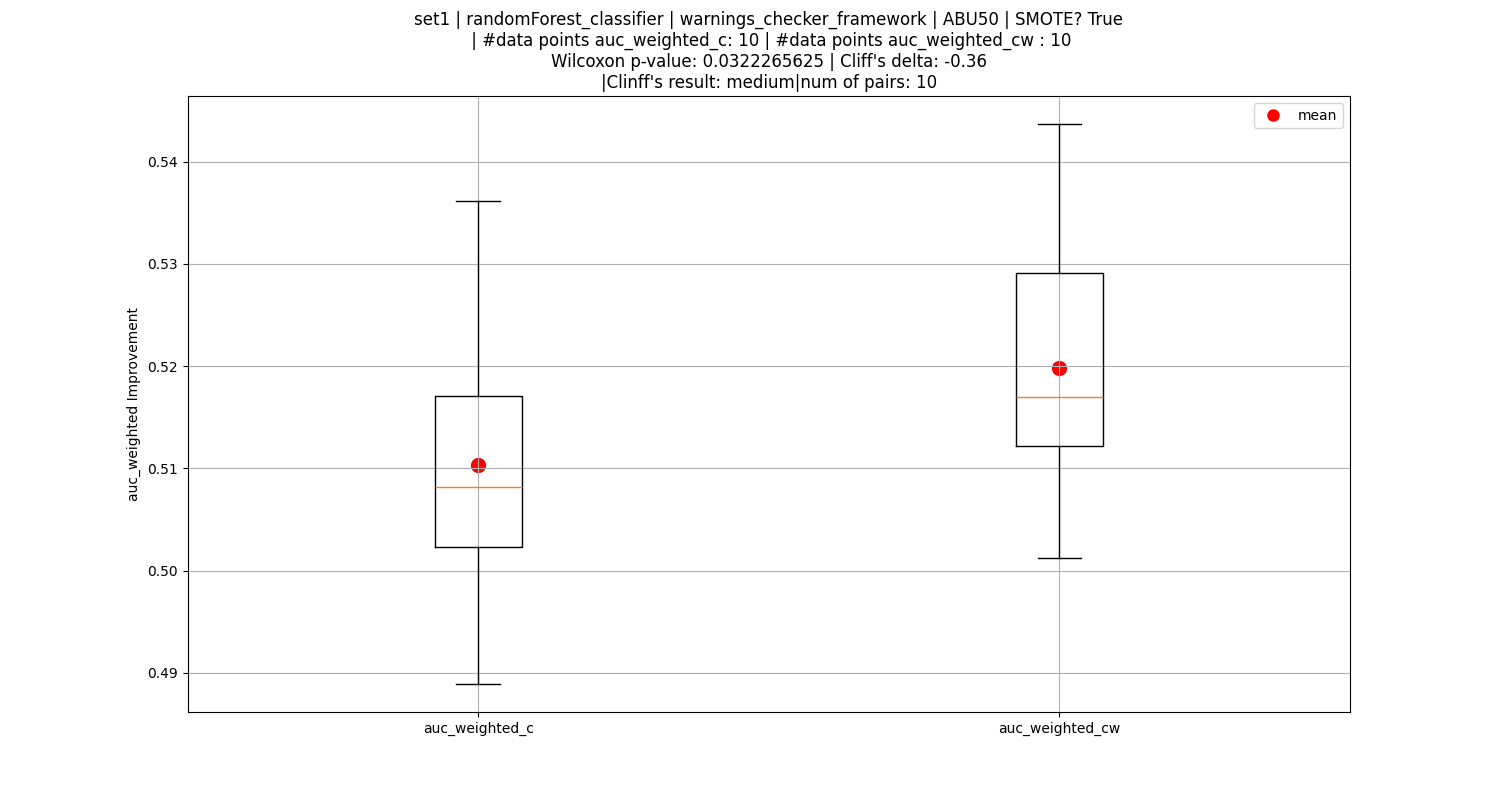 set1 | randomForest_classifier | warnings_checker_framework | ABU50 | SMOTE? True
| #data points auc_weighted_c: 10 | #data points auc_weighted_cw : 10
Wilcoxon p-value: 0.0322265625 | Cliff's delta: -0.36
|Clinff's result: medium|num of pairs: 10
mean
0.54
0.53
0.52
0.51
0.50
0.49
auc_weighted Improvement
auc_weighted_c
auc_weighted_cw